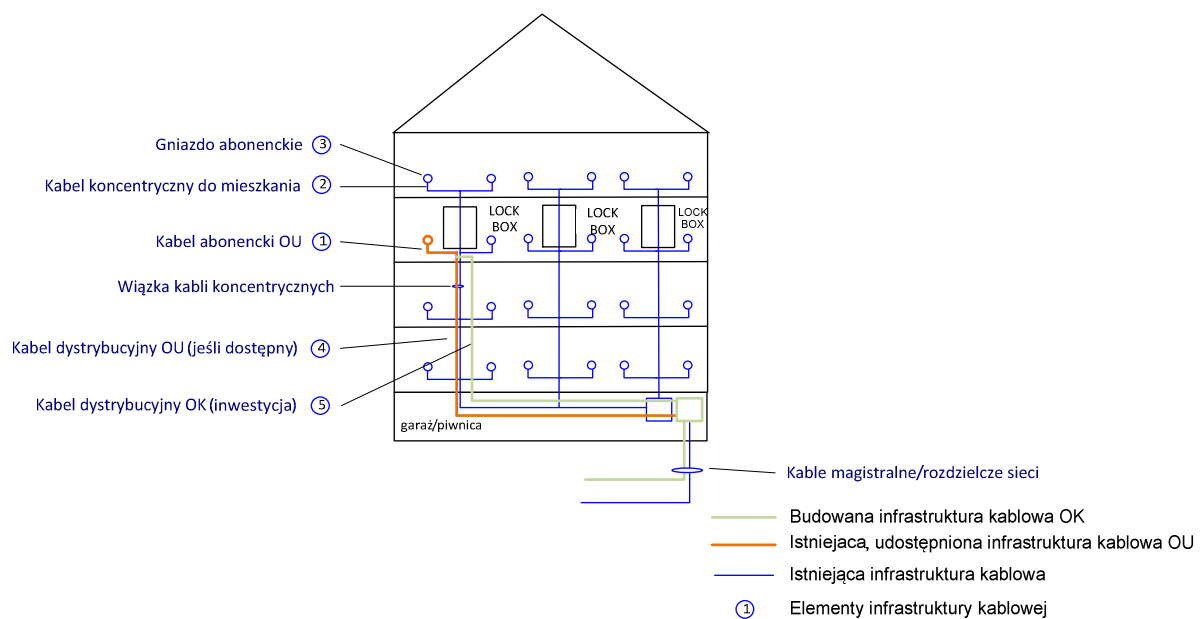 Gniazdo abonenckie 3
Kabel koncentryczny do mieszkania 2
LOCK
BOX
LOCK
BOX
LOCK
BOX
Kabel abonencki OU 1
Wiązka kabli koncentrycznych
Kabel dystrybucyjny OU (jeśli dostępny) 4
Kabel dystrybucyjny OK (inwestycja) 5
garaż/piwnica
Kable magistralne/rozdzielcze sieci
Budowana infrastruktura kablowa OK
Istniejaca, udostępniona infrastruktura kablowa OU
Istniejąca infrastruktura kablowa
1 Elementy infrastruktury kablowej